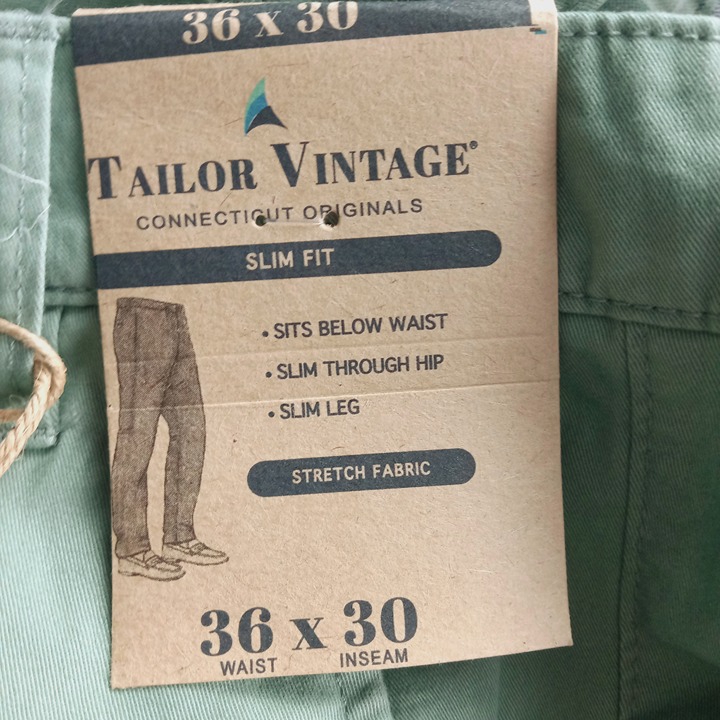 36 x 30
TAILOR VINTAGE®
CONNECTICUT ORIGINALS
SLIM FIT
• SITS BELOW WAIST
• SLIM THROUGH HIP
• SLIM LEG
STRETCH FABRIC
36 x 30
WAIST INSEAM